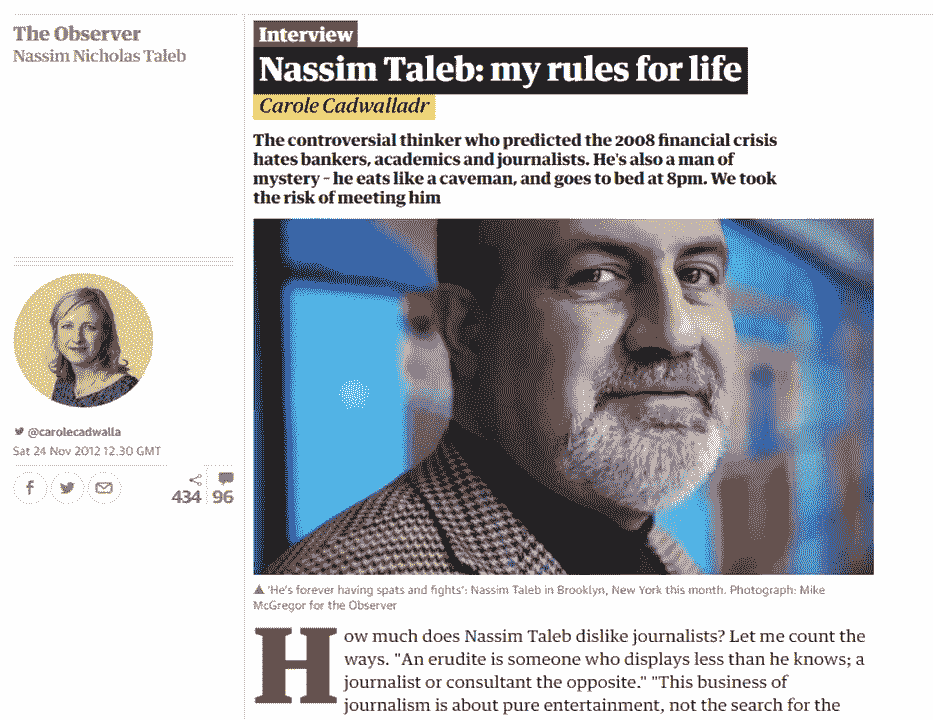 The Observer
Nassim Nicholas Taleb
Interview
Nassim Taleb: my rules for life
Carole Cadwalladr
The controversial thinker who predicted the 2008 financial crisis
hates bankers, academics and journalists. He's also a man of
mystery – he eats like a caveman, and goes to bed at 8pm. We took
the risk of meeting him
@carolecadwalla
Sat 24 Nov 2012 12.30 GMT
434 96
'He's forever having spats and fights': Nassim Taleb in Brooklyn, New York this month. Photograph: Mike
McGregor for the Observer
How much does Nassim Taleb dislike journalists? Let me count the
ways. "An erudite is someone who displays less than he knows; a
journalist or consultant the opposite." "This business of
journalism is about pure entertainment, not the search for the